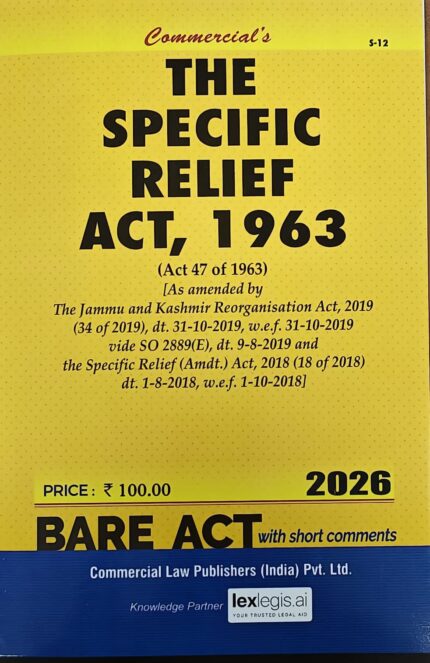 Commercial's
S-12
THE
SPECIFIC
RELIEF
ACT, 1963
(Act 47 of 1963)
[As amended by
The Jammu and Kashmir Reorganisation Act, 2019
(34 of 2019), dt. 31-10-2019, w.e.f. 31-10-2019
vide SO 2889(E), dt. 9-8-2019 and
the Specific Relief (Amdt.) Act, 2018 (18 of 2018)
dt. 1-8-2018, w.e.f. 1-10-2018]
PRICE : ₹ 100.00
2026
BARE ACT with short comments
Commercial Law Publishers (India) Pvt. Ltd.
Knowledge Partner lexlegis.ai
YOUR TRUSTED LEGAL AID